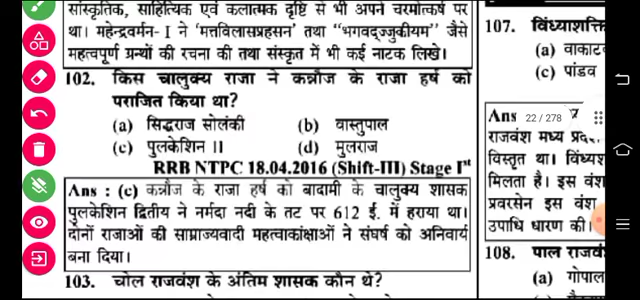 सांस्कृतिक, साहित्यिक एवं कलात्मक दृष्टि से भी अपने चरमोत्कर्ष पर
था। महेन्द्रवर्मन- I ने 'मत्तविलासप्रहसन' तथा "भगवदज्जुकीयम" जैसे
महत्वपूर्ण ग्रन्थों की रचना की तथा संस्कृत में भी कई नाटक लिखे।
102. किस चालुक्य राजा ने कन्नौज के राजा हर्ष को
पराजित किया था?
(a) सिद्धराज सोलंकी (b) वास्तुपाल
(c) पुलकेशिन II (d) मुलराज
RRB NTPC 18.04.2016 (Shift-III) Stage Ist
Ans : (c) कन्नौज के राजा हर्ष को बादामी के चालुक्य शासक
पुलकेशिन द्वितीय ने नर्मदा नदी के तट पर 612 ई. में हराया था।
दोनों राजाओं की साम्राज्यवादी महत्वाकांक्षाओं ने संघर्ष को अनिवार्य
बना दिया।
103. चोल राजवंश के अंतिम शासक कौन थे?
107. विंध्याशक्ति
(a) वाकाट
(c) पांडव
Ans
22 / 278
राजवंश मध्य प्रदे
विस्तृत था। विंध्यश
मिलता है। इस वंश
प्रवरसेन इस वंश
उपाधि धारण की।
108. पाल राजवं
(a) गोपाल